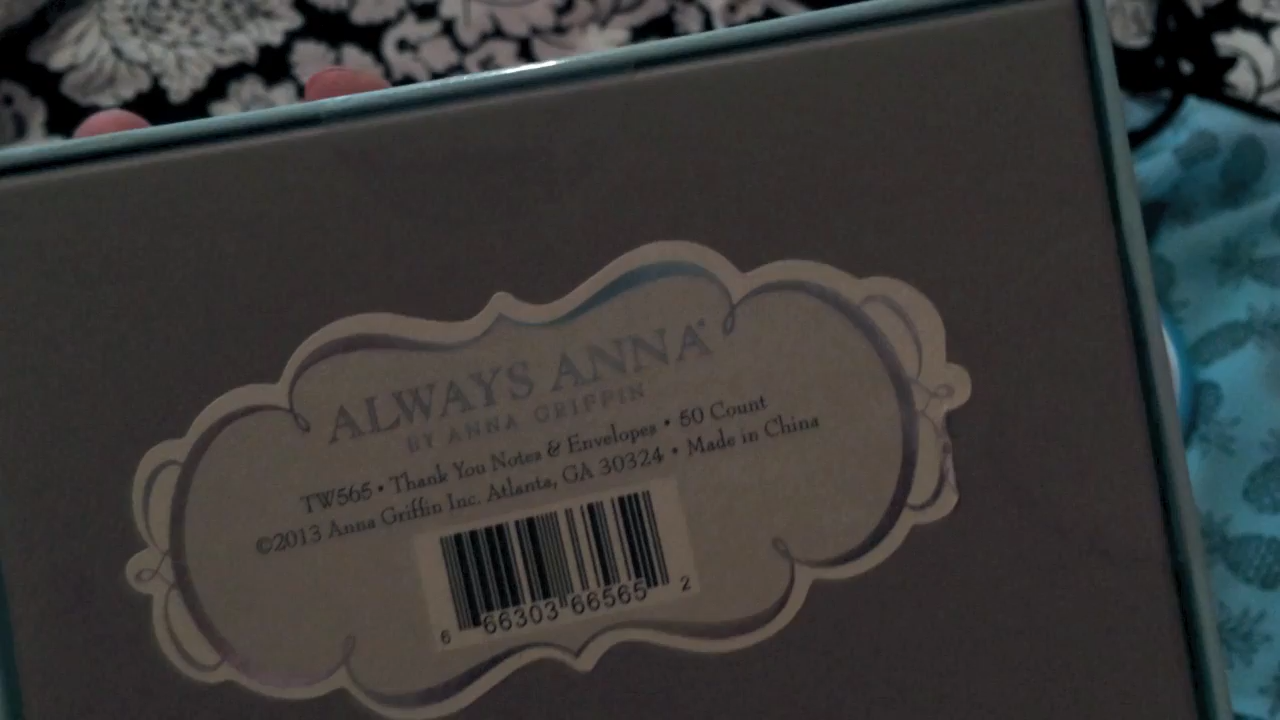 ALWAYS ANNA®
BY ANNA GRIFFIN
TW565 • Thank You Notes & Envelopes • 50 Count
©2013 Anna Griffin Inc. Atlanta, GA 30324 • Made in China
6 66303 66565 2